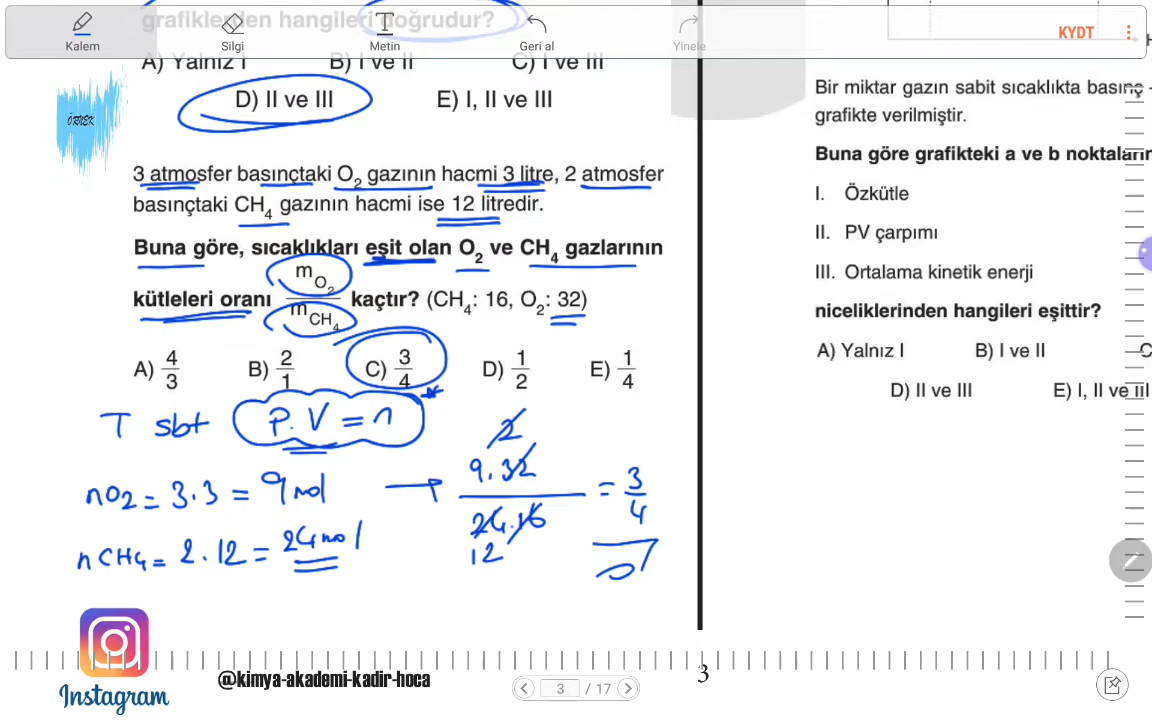 grafiklerden hangileri doğrudur?
Kalem
Silgi
Metin
Geri al
Yinele
KYDT
A) Yalnız I B) I ve II C) I ve III
D) II ve III E) I, II ve III
ÖRNEK
3 atmosfer basınçtaki O₂ gazının hacmi 3 litre, 2 atmosfer
basınçtaki CH₄ gazının hacmi ise 12 litredir.
Buna göre, sıcaklıkları eşit olan O₂ ve CH₄ gazlarının
kütleleri oranı m O₂ / m CH₄ kaçtır? (CH₄: 16, O₂: 32)
A) 4/3 B) 2/1 C) 3/4 D) 1/2 E) 1/4
T sbt P.V = n
nO2 = 3.3 = 9 mol
nCH4 = 2.12 = 24 mol
→ 9.32 / 24.16 = 3/4
2
12
Instagram
@kimya-akademi-kadir-hoca
3 / 17
3
Bir miktar gazın sabit sıcaklıkta basınç -
grafikte verilmiştir.
Buna göre grafikteki a ve b noktaların
I. Özkütle
II. PV çarpımı
III. Ortalama kinetik enerji
niceliklerinden hangileri eşittir?
A) Yalnız I B) I ve II C
D) II ve III E) I, II ve III